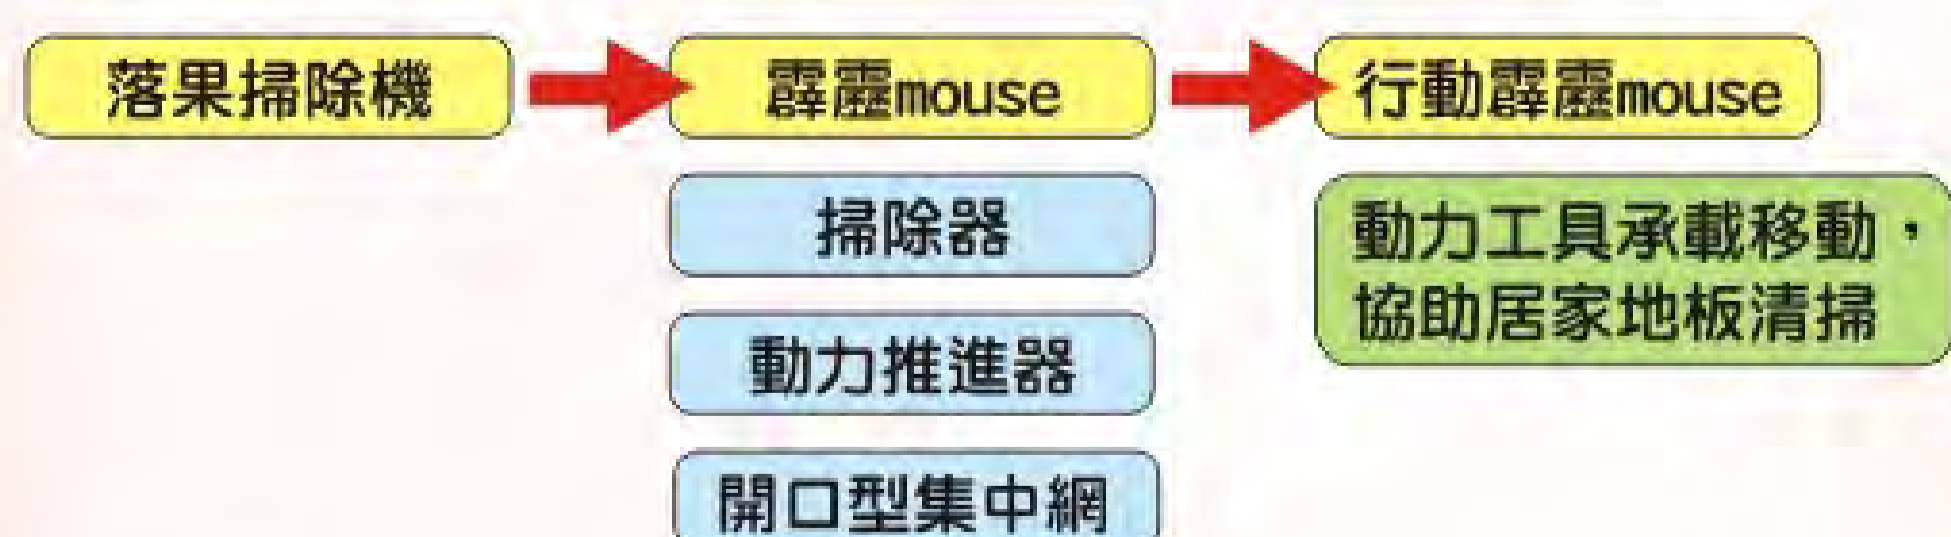 落果掃除機
霹靂mouse
行動霹靂mouse
掃除器
動力推進器
開口型集中網
動力工具承載移動，
協助居家地板清掃